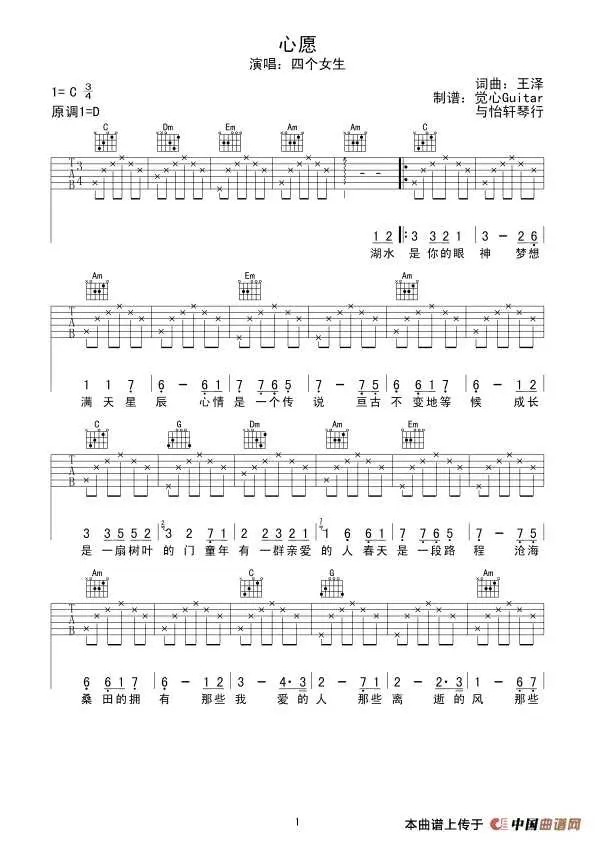 心愿
演唱：四个女生
1= C 3/4
词曲：王泽
原调1=D
制谱：觉心Guitar
与怡轩琴行
C Dm Em Am Am C
T A B 3 4
1 2 3 3 2 1 3 - 2 6
湖水 是 你的眼 神 梦想
Am Em Am
T A B
1 1 7 6 - 6 1 7 7 6 5 7 - 7 5 6 6 1 7 6 - 1 2
满 天 星 辰 心情 是 一个传 说 亘古 不 变地等 候 成长
C G Dm Am Em
T A B
3 3 5 5 2 3 2 7 1 2 2 3 2 1 1 6 6 7 1 7 7 6 5 7 - 7 5
是 一扇树叶 的 门 童年 有 一群亲爱 的 人 春天 是 一段路 程 沧海
Am C G
T A B
6 6 1 7 6 - 1 2 3 - 4·3 2 - 7 1 2 - 2·3 1 - 6 7
桑 田的拥 有 那些 我 爱的 人 那些 离 逝的 风 那些
1
本曲谱上传于 中国曲谱网